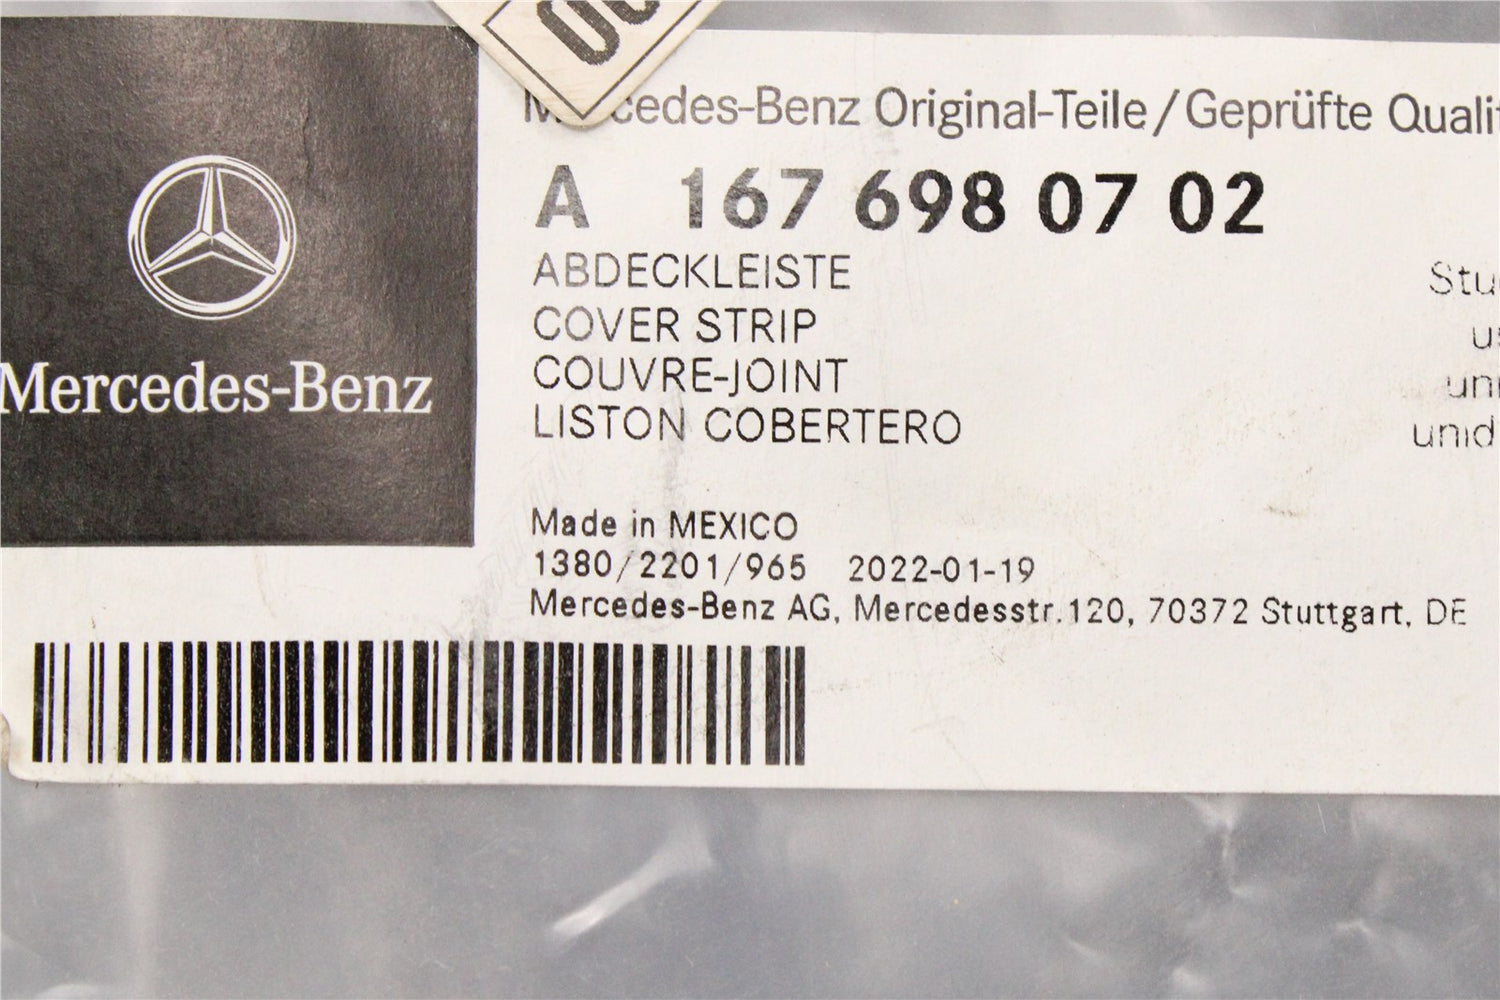 Mercedes-Benz Original-Teile/Geprüfte
A 167 698 07 02
ABDECKLEISTE
COVER STRIP
COUVRE-JOINT
LISTON COBERTERO
Mercedes-Benz
Made in MEXICO
1380/2201/965 2022-01-19
Mercedes-Benz AG, Mercedesstr.120, 70372 Stuttgart, DE